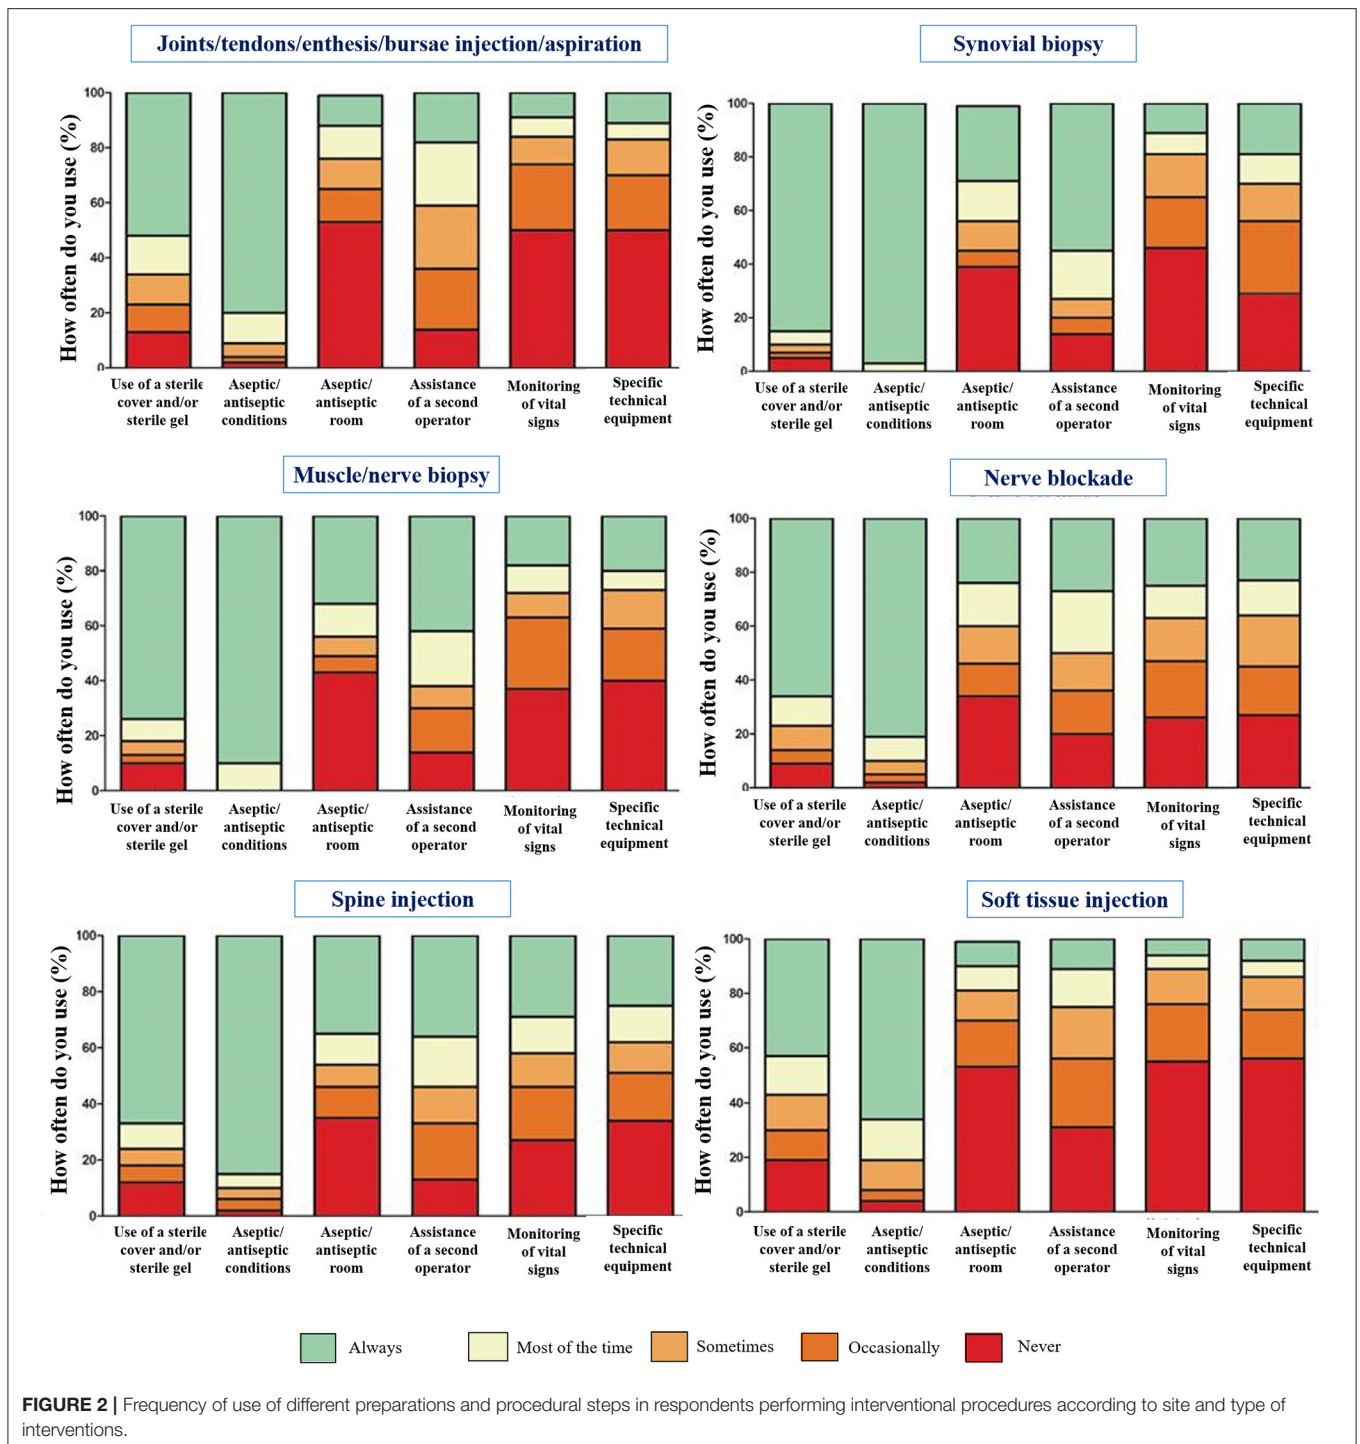 Joints/tendons/enthesis/bursae injection/aspiration
How often do you use (%)
100
80
60
40
20
0
Use of a sterile
cover and/or
sterile gel
Aseptic/
antiseptic
conditions
Aseptic/
antiseptic
room
Assistance
of a second
operator
Monitoring
of vital
signs
Specific
technical
equipment
Synovial biopsy
How often do you use (%)
100
80
60
40
20
0
Use of a sterile
cover and/or
sterile gel
Aseptic/
antiseptic
conditions
Aseptic/
antiseptic
room
Assistance
of a second
operator
Monitoring
of vital
signs
Specific
technical
equipment
Muscle/nerve biopsy
How often do you use (%)
100
80
60
40
20
0
Use of a sterile
cover and/or
sterile gel
Aseptic/
antiseptic
conditions
Aseptic/
antiseptic
room
Assistance
of a second
operator
Monitoring
of vital
signs
Specific
technical
equipment
Nerve blockade
How often do you use (%)
100
80
60
40
20
0
Use of a sterile
cover and/or
sterile gel
Aseptic/
antiseptic
conditions
Aseptic/
antiseptic
room
Assistance
of a second
operator
Monitoring
of vital
signs
Specific
technical
equipment
Spine injection
How often do you use (%)
100
80
60
40
20
0
Use of a sterile
cover and/or
sterile gel
Aseptic/
antiseptic
conditions
Aseptic/
antiseptic
room
Assistance
of a second
operator
Monitoring
of vital
signs
Specific
technical
equipment
Soft tissue injection
How often do you use (%)
100
80
60
40
20
0
Use of a sterile
cover and/or
sterile gel
Aseptic/
antiseptic
conditions
Aseptic/
antiseptic
room
Assistance
of a second
operator
Monitoring
of vital
signs
Specific
technical
equipment
Always
Most of the time
Sometimes
Occasionally
Never
FIGURE 2 | Frequency of use of different preparations and procedural steps in respondents performing interventional procedures according to site and type of
interventions.